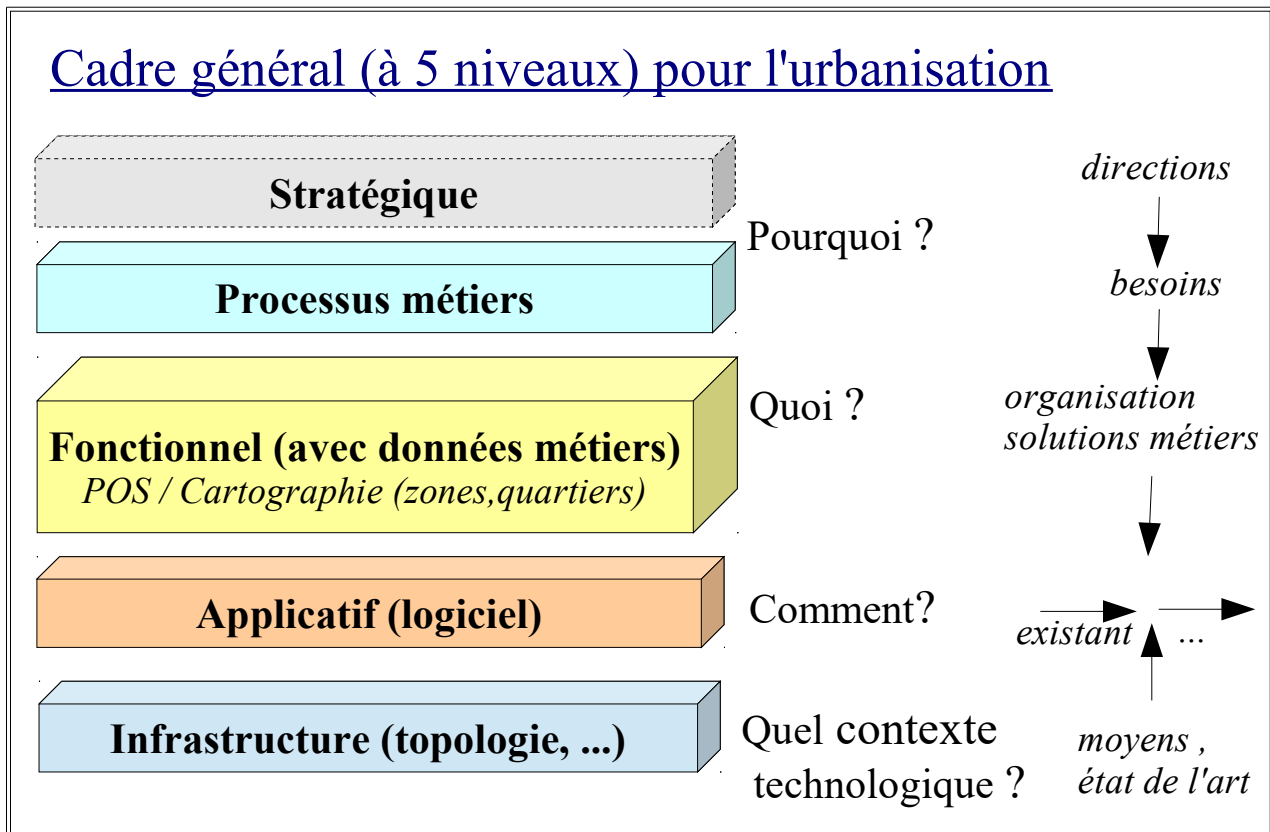 Cadre général (à 5 niveaux) pour l'urbanisation
Stratégique
Pourquoi ?
directions
Processus métiers
besoins
Fonctionnel (avec données métiers)
POS / Cartographie (zones,quartiers)
Quoi ?
organisation
solutions métiers
Applicatif (logiciel)
Comment?
existant
...
Infrastructure (topologie, ...)
Quel contexte
technologique ?
moyens ,
état de l'art